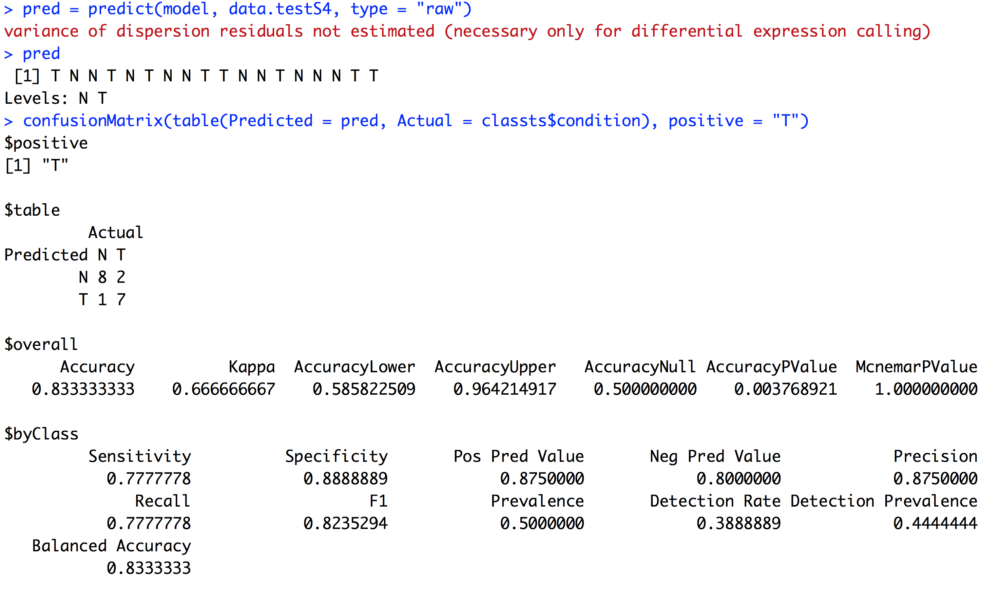 > pred = predict(model, data.testS4, type = "raw")
variance of dispersion residuals not estimated (necessary only for differential expression calling)
> pred
 [1] T N N T N T N N T T N N T N N N T T
Levels: N T
> confusionMatrix(table(Predicted = pred, Actual = classts$condition), positive = "T")
$positive
[1] "T"

$table
         Actual
Predicted N T
        N 8 2
        T 1 7

$overall
      Accuracy          Kappa  AccuracyLower  AccuracyUpper   AccuracyNull AccuracyPValue  McnemarPValue
   0.833333333    0.666666667    0.585822509    0.964214917    0.500000000    0.003768921    1.000000000

$byClass
         Sensitivity          Specificity       Pos Pred Value       Neg Pred Value            Precision
           0.7777778            0.8888889            0.8750000            0.8000000            0.8750000
              Recall                   F1           Prevalence       Detection Rate Detection Prevalence
           0.7777778            0.8235294            0.5000000            0.3888889            0.4444444
   Balanced Accuracy
           0.8333333